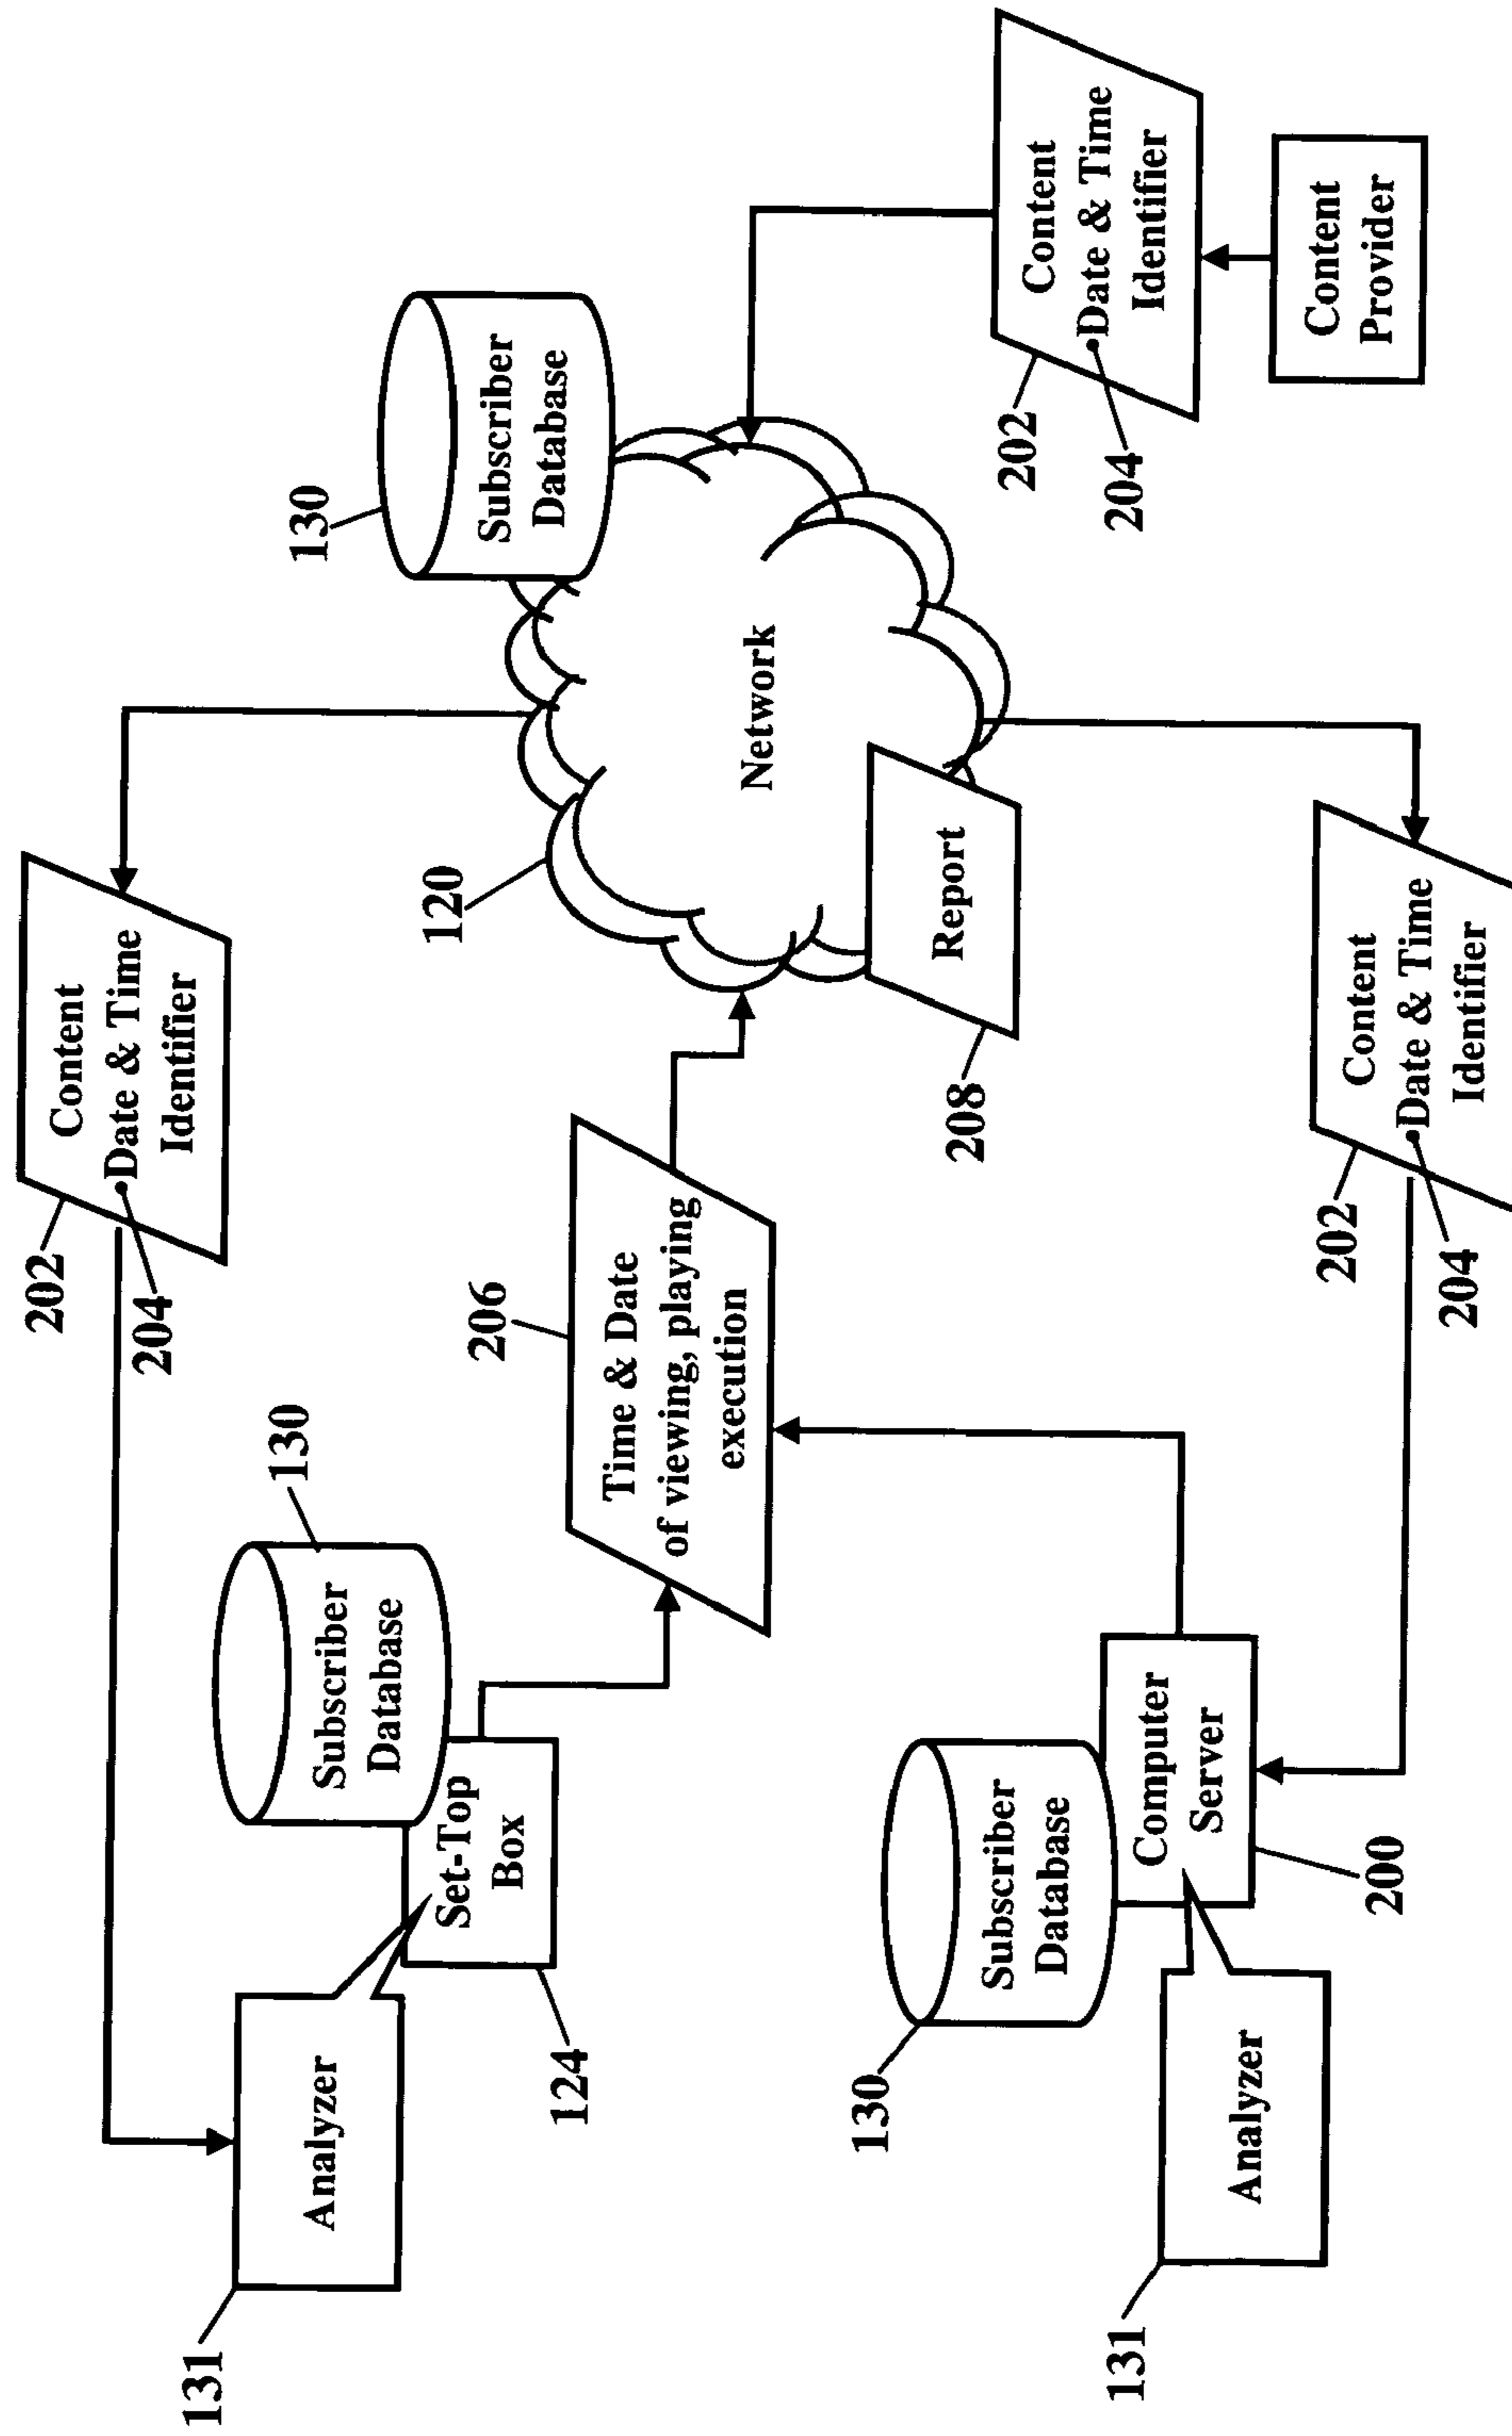 202
Content
Date & Time
Identifier
204
131
Analyzer
130
Subscriber
Database
Set-Top
Box
124
130
Subscriber
Database
120
Network
206
Time & Date
of viewing, playing
execution
208
Report
202
Content
Date & Time
Identifier
204
Content
Provider
130
Subscriber
Database
Computer
Server
200
131
Analyzer
202
Content
Date & Time
Identifier
204